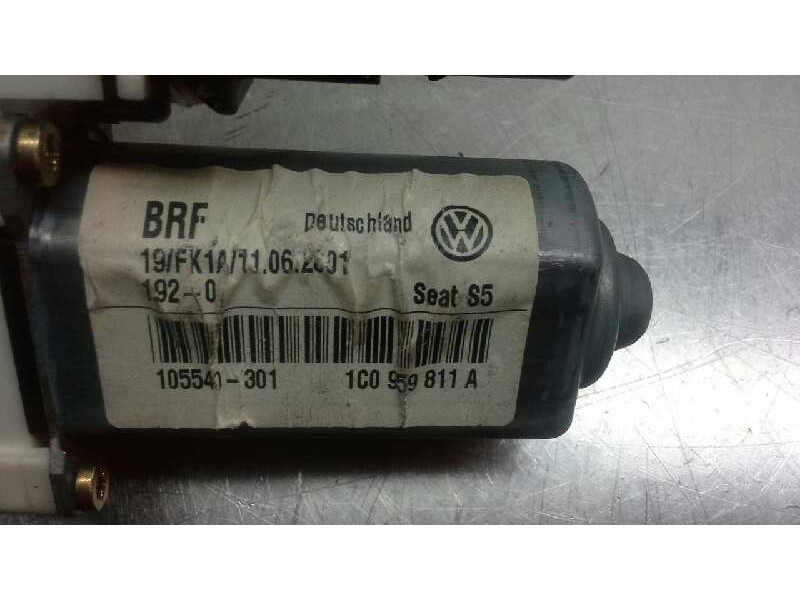 BRF Deutschland
19/FK1A/11.06.2001
192-0 Seat S5
105541-301 1C0 959 811 A